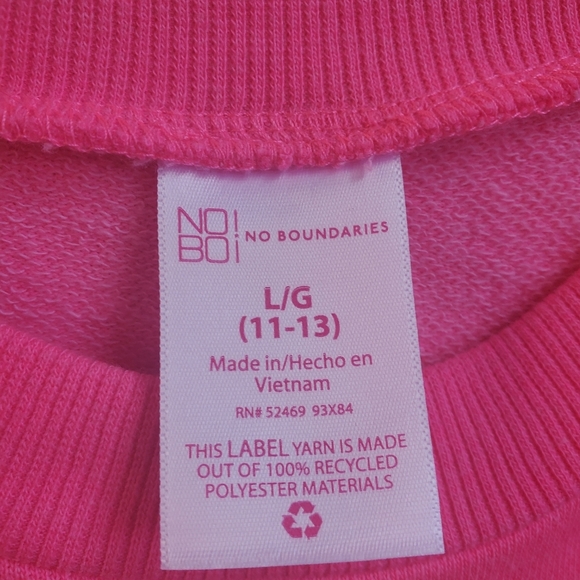 NO!
BO¡
NO BOUNDARIES
L/G
(11-13)
Made in/Hecho en
Vietnam
RN# 52469 93X84
THIS LABEL YARN IS MADE
OUT OF 100% RECYCLED
POLYESTER MATERIALS